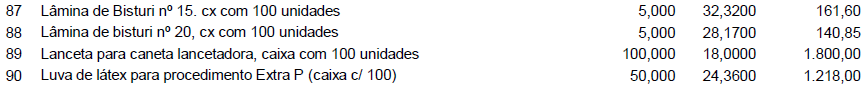 87 Lâmina de Bisturi nº 15. cx com 100 unidades 5,000 32,3200 161,60
88 Lâmina de bisturi nº 20, cx com 100 unidades 5,000 28,1700 140,85
89 Lanceta para caneta lancetadora, caixa com 100 unidades 100,000 18,0000 1.800,00
90 Luva de látex para procedimento Extra P (caixa c/ 100) 50,000 24,3600 1.218,00